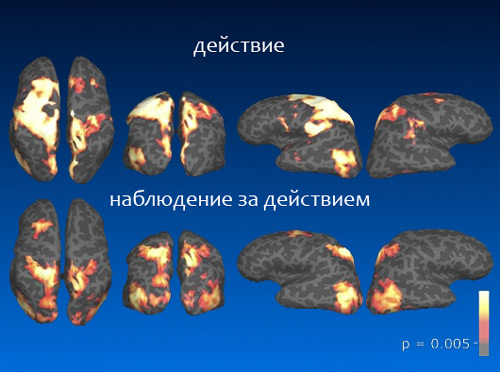 действие
наблюдение за действием
p = 0.005